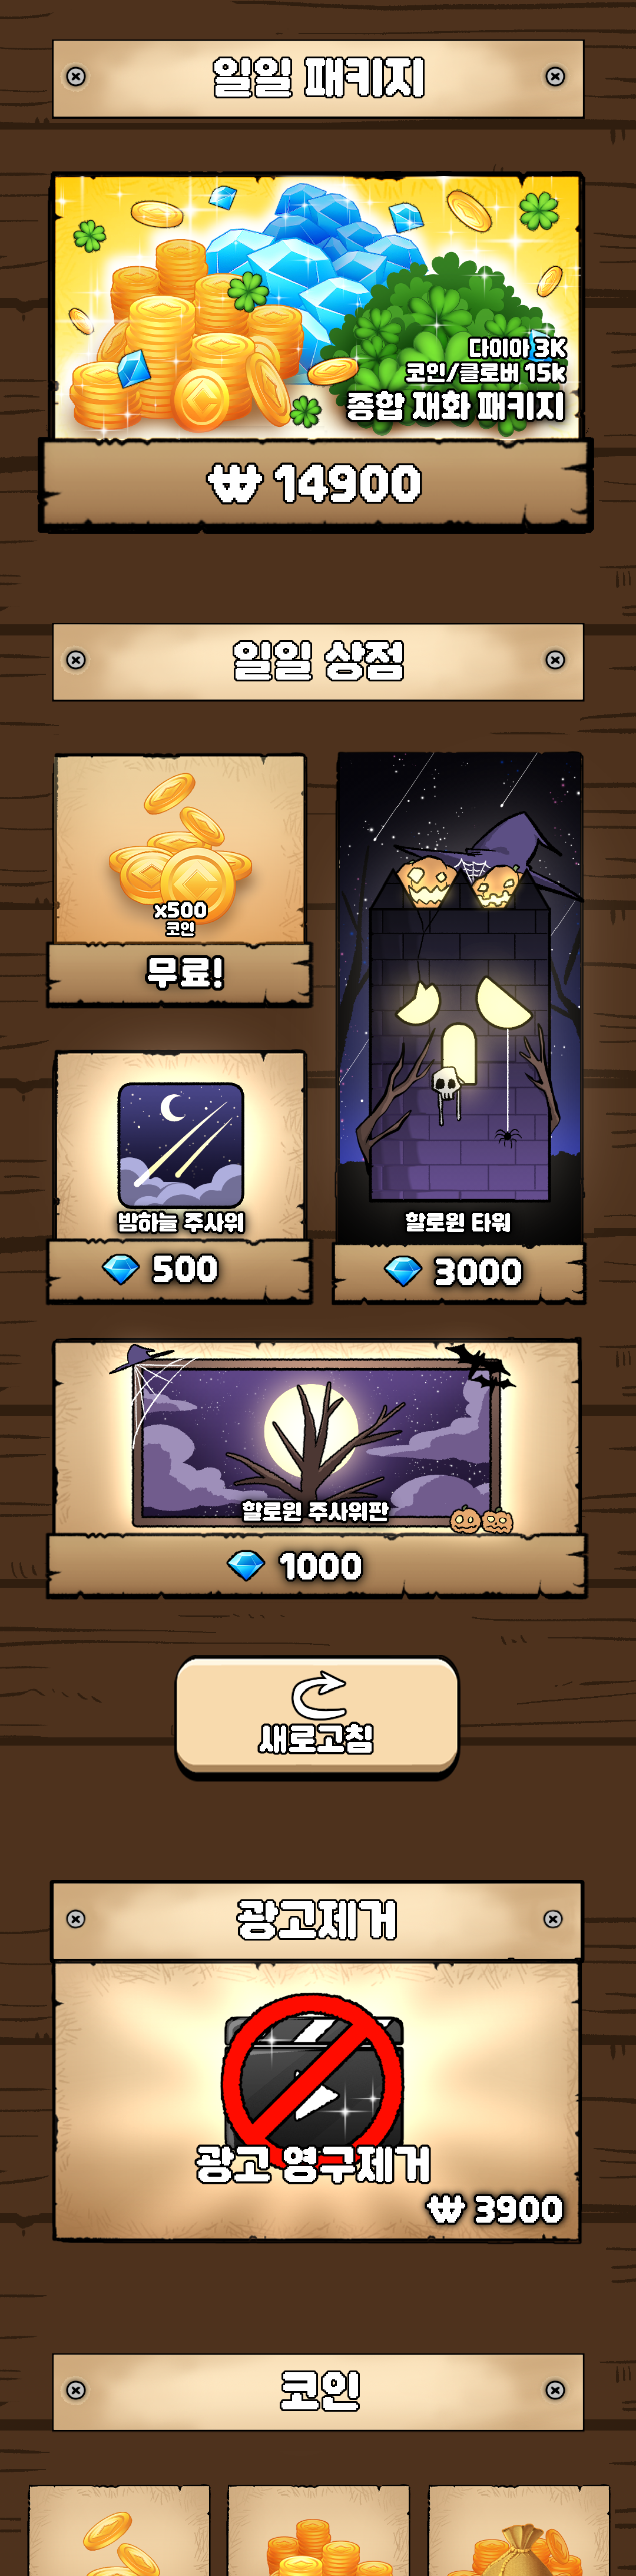 일일 패키지
다이아 3K
코인/클로버 15k
종합 재화 패키지
₩ 14900
일일 상점
x500
코인
무료!
밤하늘 주사위
500
할로윈 타워
3000
할로윈 주사위판
1000
새로고침
광고제거
광고 영구제거
₩ 3900
코인